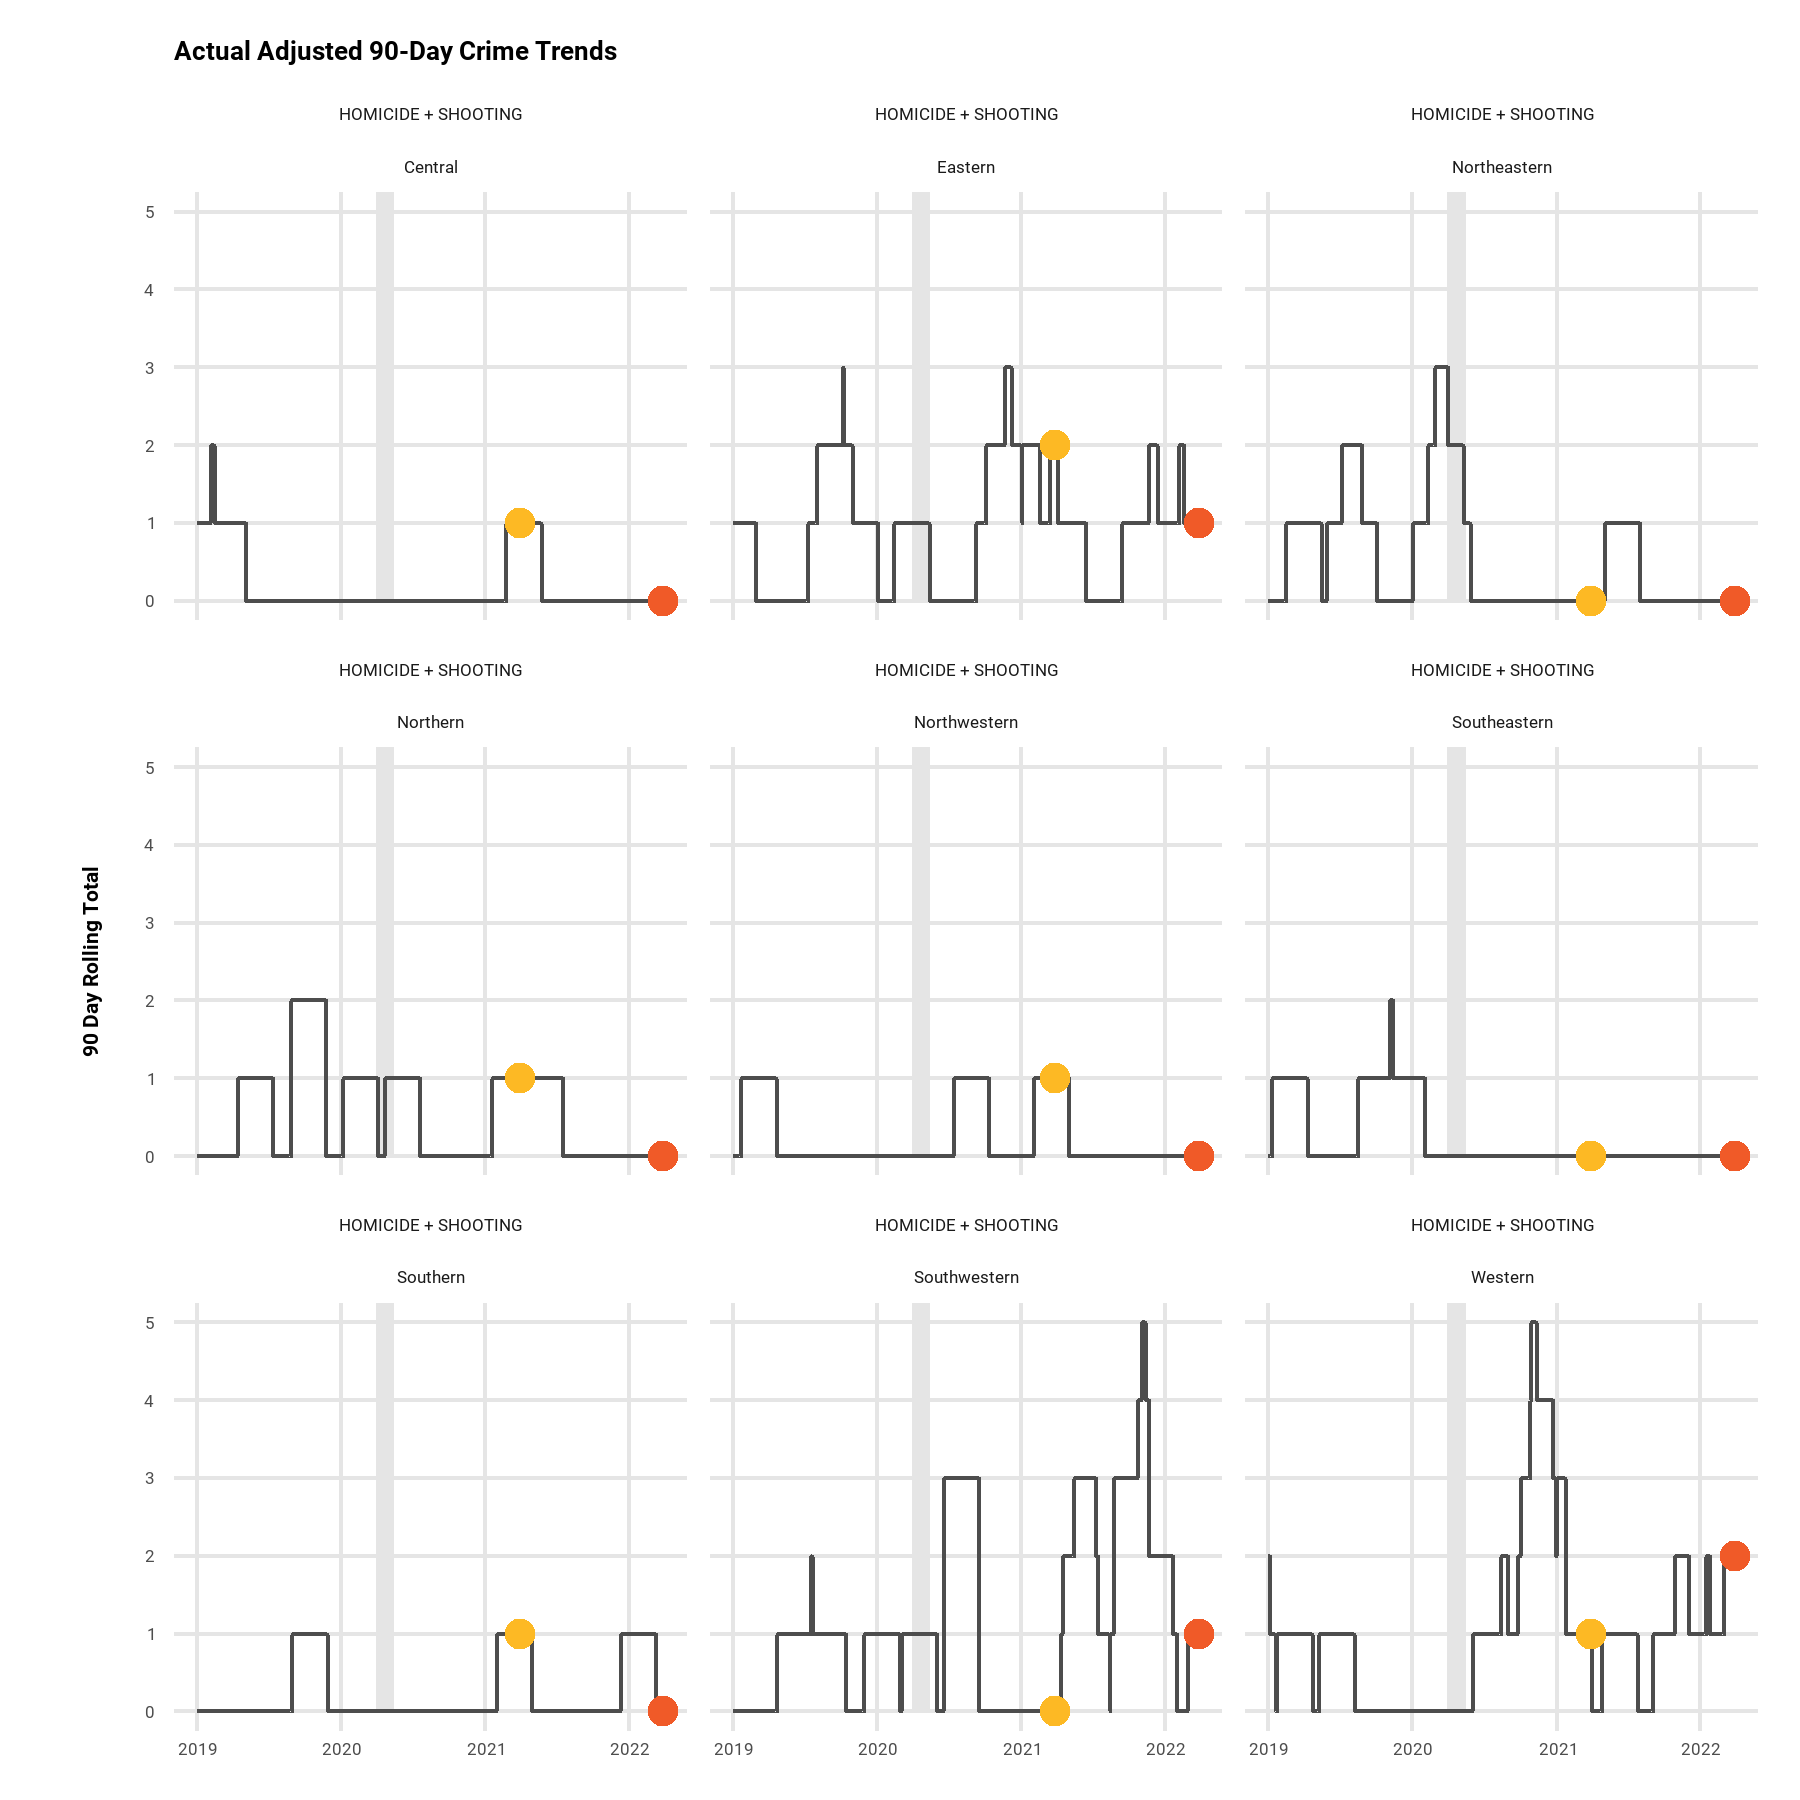 Actual Adjusted 90-Day Crime Trends
HOMICIDE + SHOOTING
HOMICIDE + SHOOTING
HOMICIDE + SHOOTING
Central
Eastern
Northeastern
5
4
3
2
1
0
HOMICIDE + SHOOTING
HOMICIDE + SHOOTING
HOMICIDE + SHOOTING
Northern
Northwestern
Southeastern
5
4
3
2
1
0
90 Day Rolling Total
HOMICIDE + SHOOTING
HOMICIDE + SHOOTING
HOMICIDE + SHOOTING
Southern
Southwestern
Western
5
4
3
2
1
0
2019 2020 2021 2022
2019 2020 2021 2022
2019 2020 2021 2022